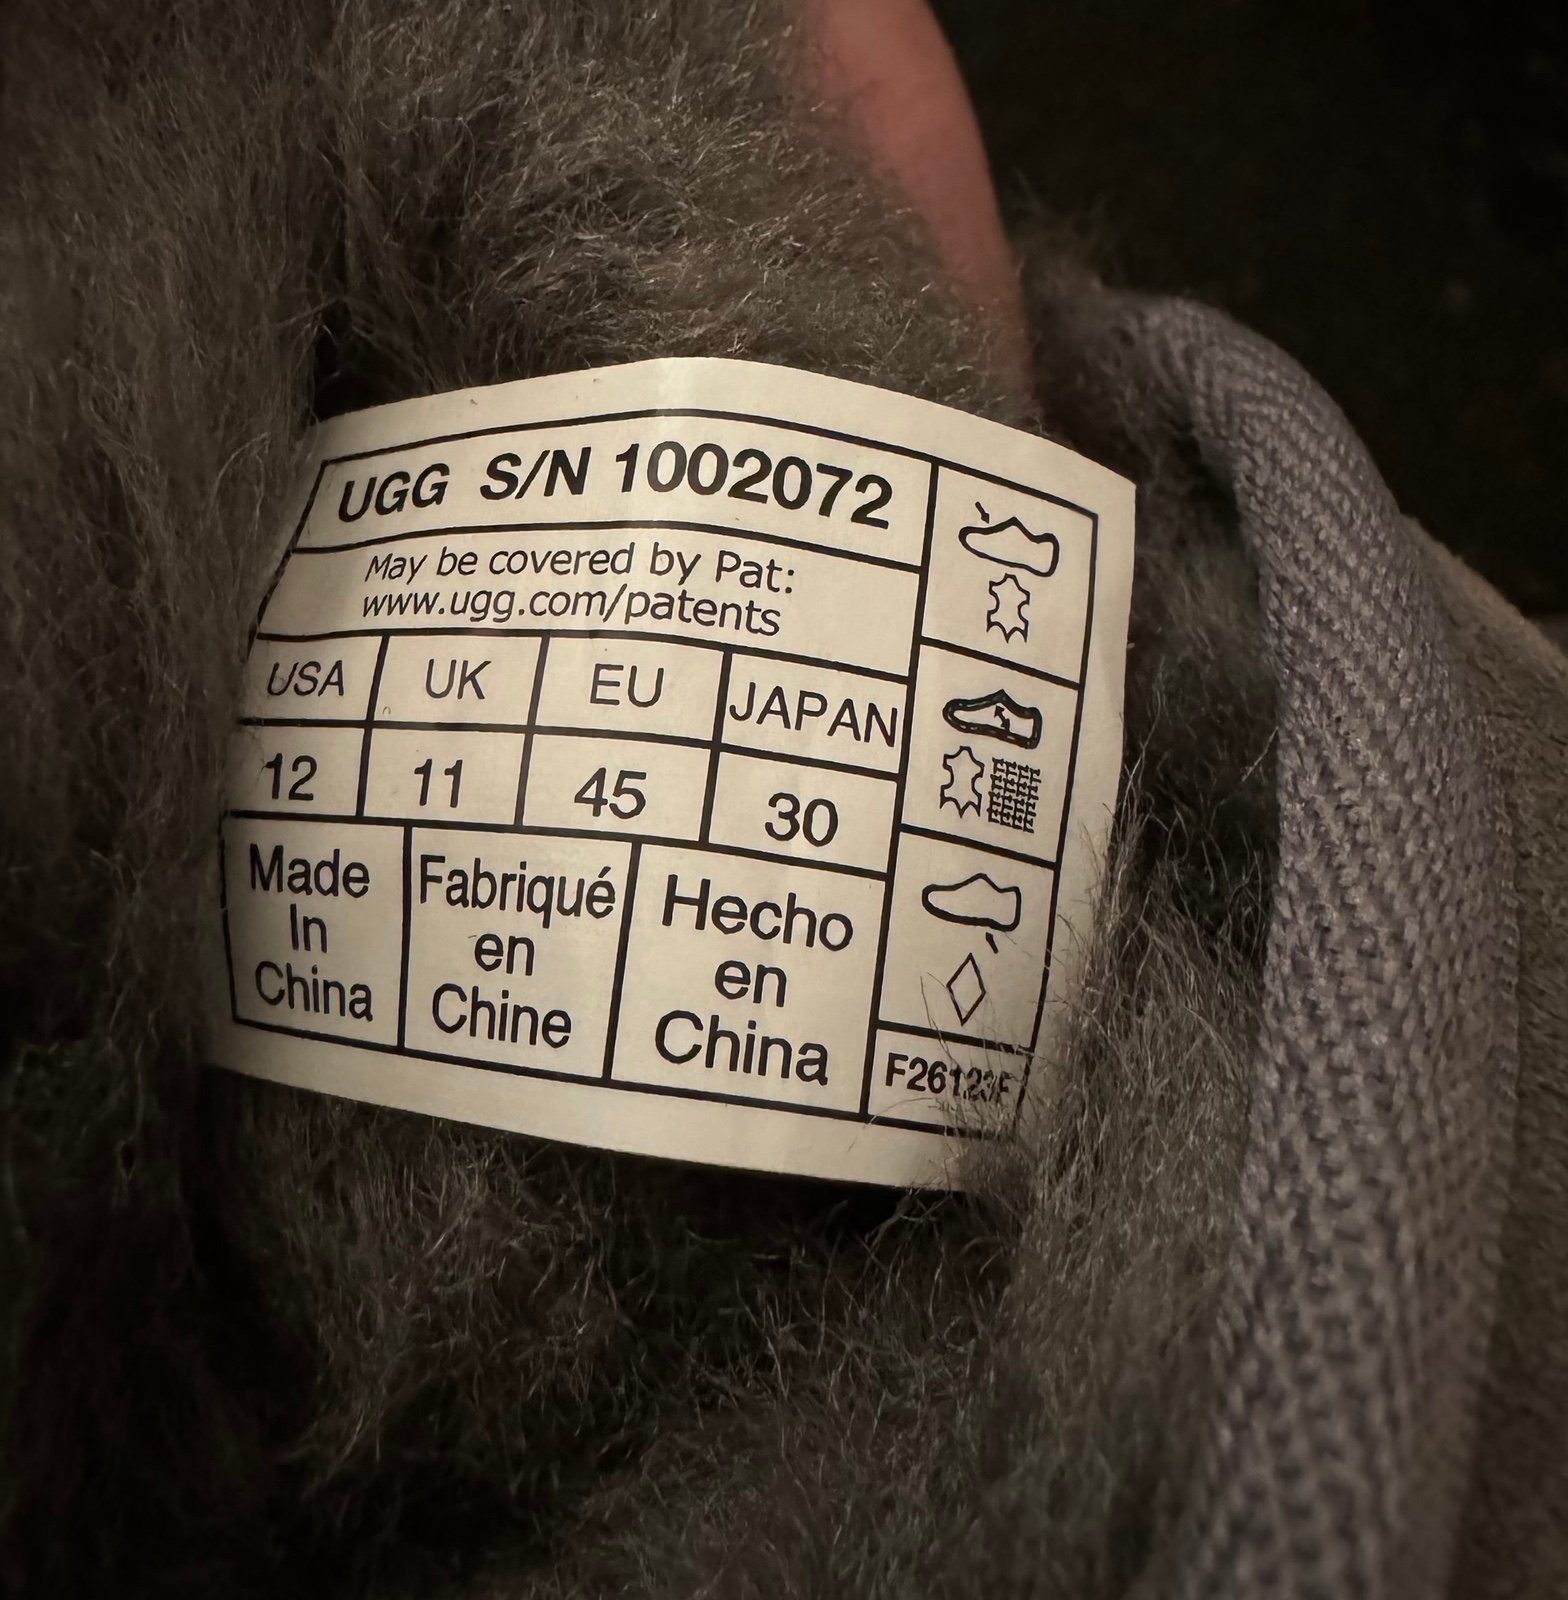 UGG S/N 1002072
May be covered by Pat:
www.ugg.com/patents
USA UK EU JAPAN
12 11 45 30
Made
In
China
Fabriqué
en
Chine
Hecho
en
China